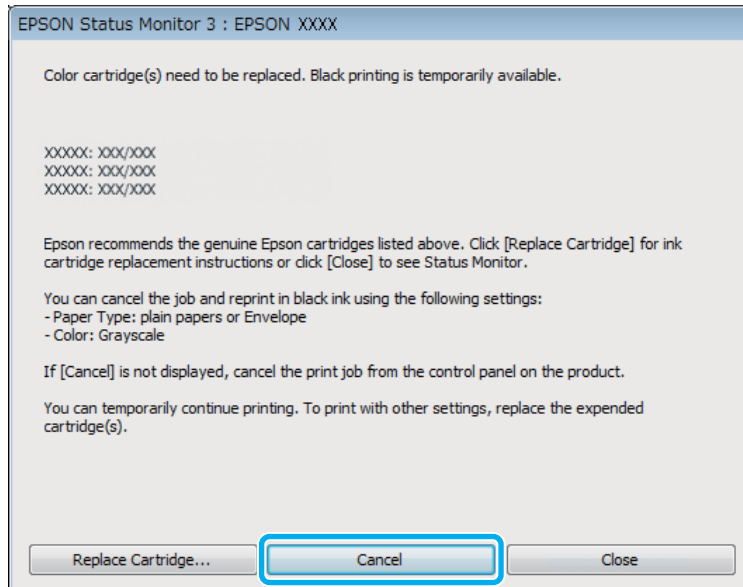 EPSON Status Monitor 3 : EPSON XXXX
Color cartridge(s) need to be replaced. Black printing is temporarily available.
XXXXX: XXX/XXX
XXXXX: XXX/XXX
XXXXX: XXX/XXX
Epson recommends the genuine Epson cartridges listed above. Click [Replace Cartridge] for ink
cartridge replacement instructions or click [Close] to see Status Monitor.
You can cancel the job and reprint in black ink using the following settings:
- Paper Type: plain papers or Envelope
- Color: Grayscale
If [Cancel] is not displayed, cancel the print job from the control panel on the product.
You can temporarily continue printing. To print with other settings, replace the expended
cartridge(s).
Replace Cartridge... Cancel Close